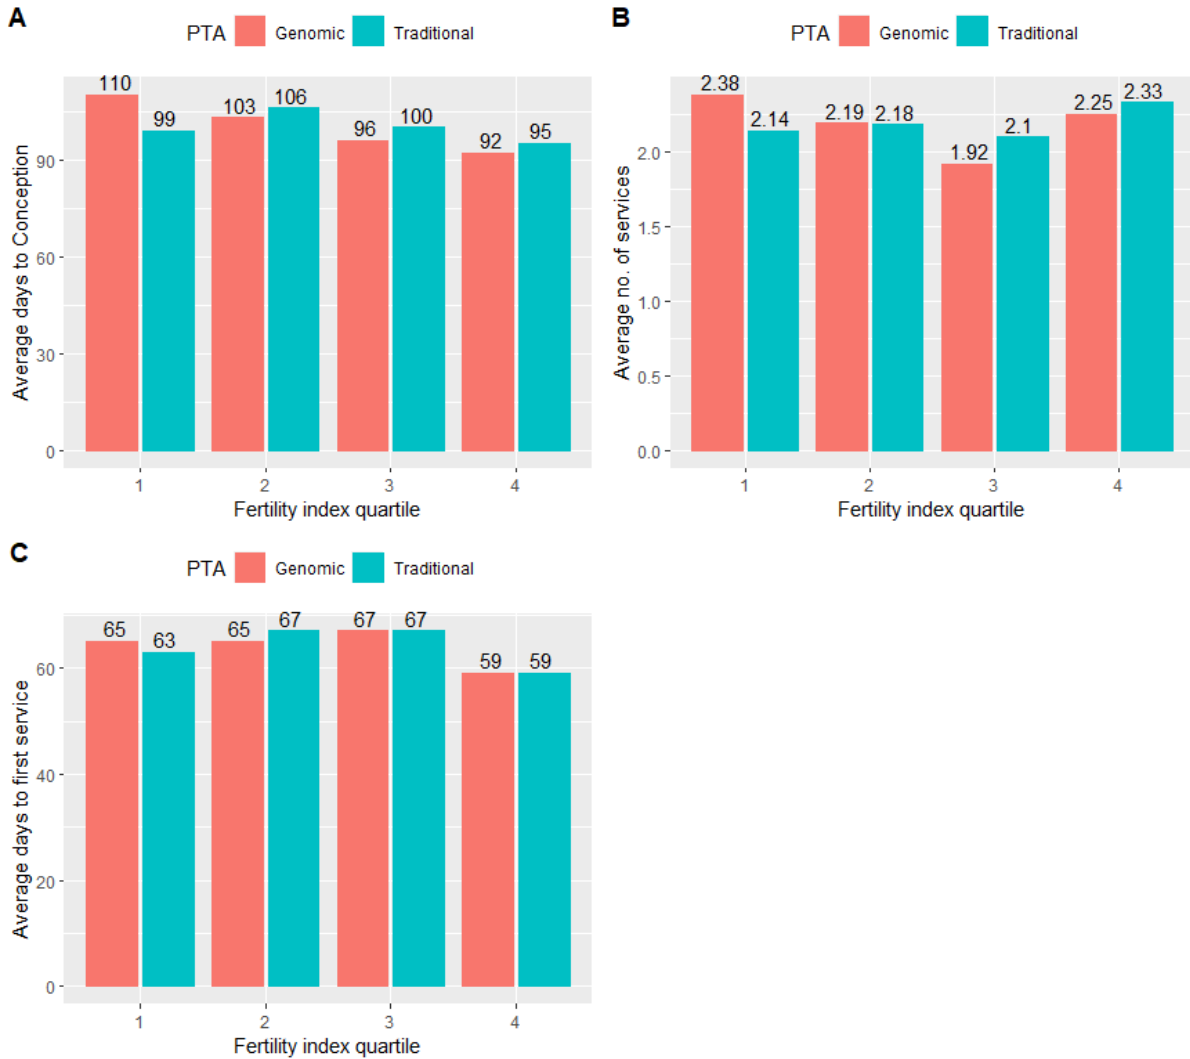 A
PTA Genomic Traditional
110 99 103 106 96 100 92 95
90
60
30
0
Average days to Conception
1 2 3 4
Fertility index quartile
B
PTA Genomic Traditional
2.38 2.14 2.19 2.18 1.92 2.1 2.25 2.33
2.0
1.5
1.0
0.5
0.0
Average no. of services
1 2 3 4
Fertility index quartile
C
PTA Genomic Traditional
65 63 65 67 67 67 59 59
60
40
20
0
Average days to first service
1 2 3 4
Fertility index quartile